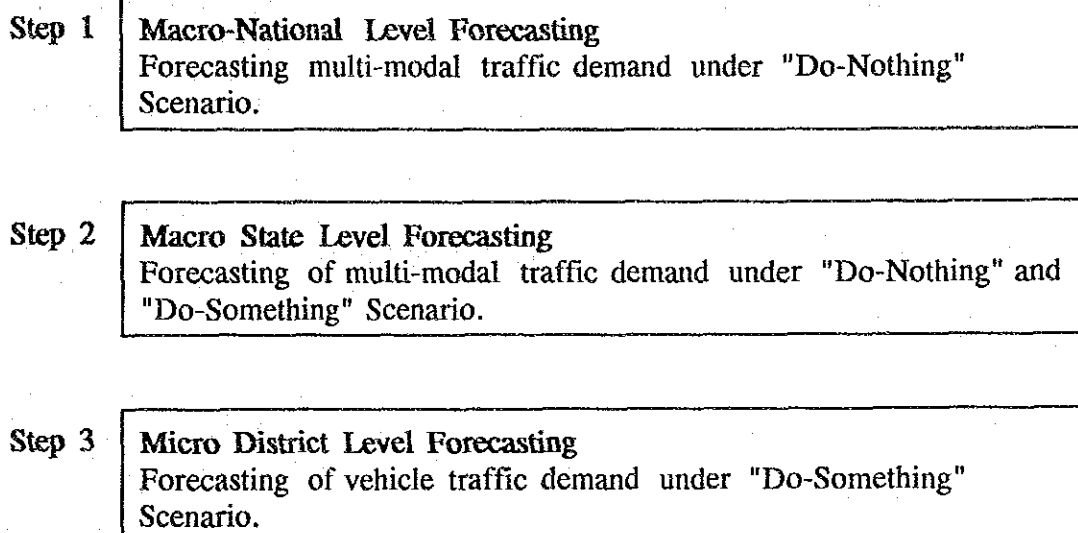 Step 1 Macro-National Level Forecasting
Forecasting multi-modal traffic demand under "Do-Nothing"
Scenario.
Step 2 Macro State Level Forecasting
Forecasting of multi-modal traffic demand under "Do-Nothing" and
"Do-Something" Scenario.
Step 3 Micro District Level Forecasting
Forecasting of vehicle traffic demand under "Do-Something"
Scenario.